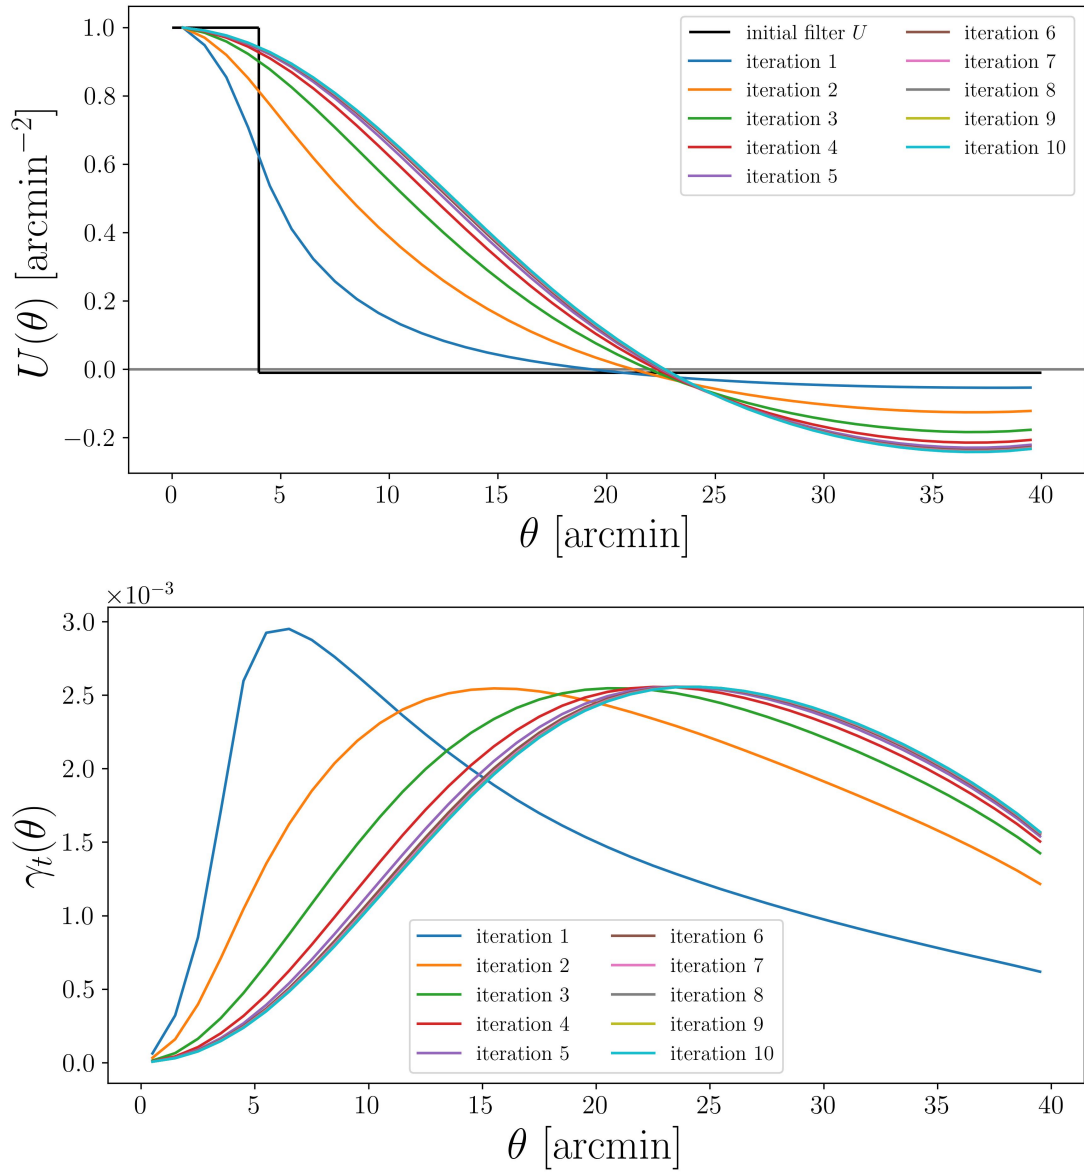 1.0
0.8
0.6
0.4
0.2
0.0
−0.2
U(θ) [arcmin⁻²]
initial filter U
iteration 1
iteration 2
iteration 3
iteration 4
iteration 5
iteration 6
iteration 7
iteration 8
iteration 9
iteration 10
0 5 10 15 20 25 30 35 40
θ [arcmin]
×10⁻³
3.0
2.5
2.0
1.5
1.0
0.5
0.0
γₜ(θ)
iteration 1
iteration 2
iteration 3
iteration 4
iteration 5
iteration 6
iteration 7
iteration 8
iteration 9
iteration 10
0 5 10 15 20 25 30 35 40
θ [arcmin]